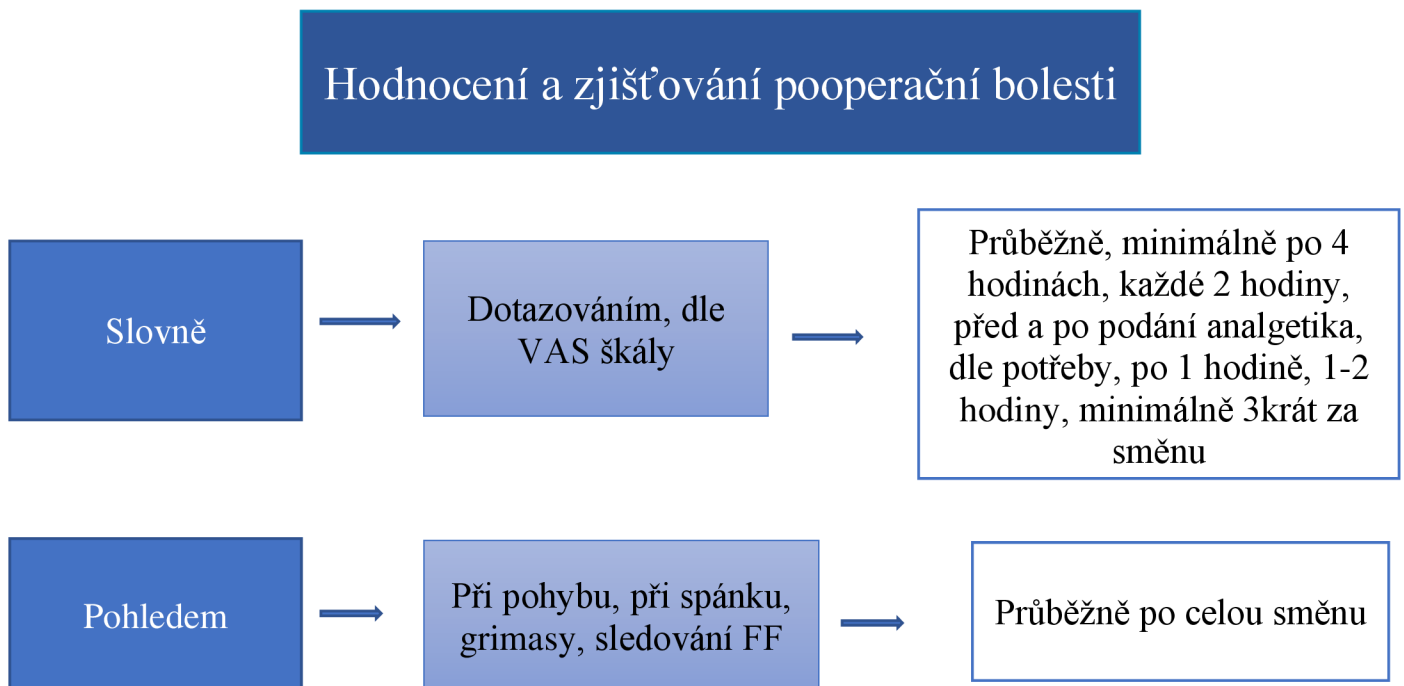 Hodnocení a zjišťování pooperační bolesti
Slovně
Dotazováním, dle
VAS škály
Průběžně, minimálně po 4
hodinách, každé 2 hodiny,
před a po podání analgetika,
dle potřeby, po 1 hodině, 1-2
hodiny, minimálně 3krát za
směnu
Pohledem
Při pohybu, při spánku,
grimasy, sledování FF
Průběžně po celou směnu